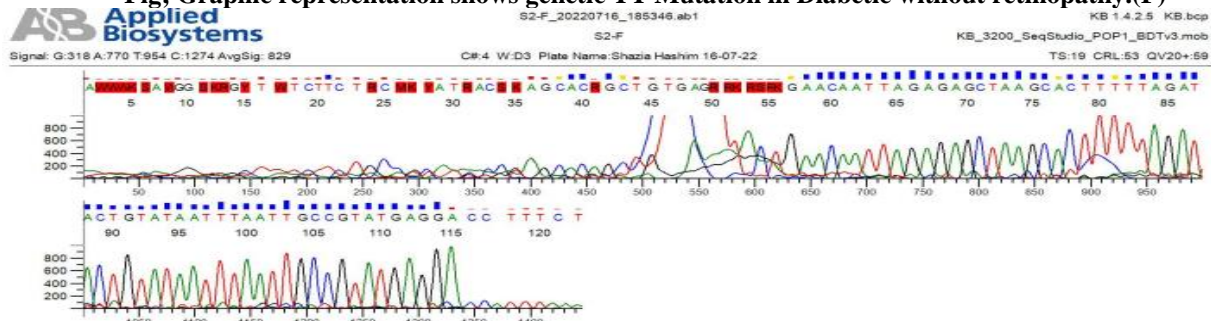 Fig; Graphic representation shows genetic TT Mutation in Diabetic without retinopathy.(F)
AB Applied Biosystems
S2-F_20220716_185346.ab1
KB 1.4.2.5 KB.bcp
S2-F
KB_3200_SeqStudio_POP1_BDTv3.mob
Signal: G:318 A:770 T:954 C:1274 AvgSig: 829
C#:4 W:D3 Plate Name:Shazia Hashim 16-07-22
TS:19 CRL:53 QV20+:59
GAACAATTAGAGAGCTAAGCACTTTTTAGAT
5 10 15 20 25 30 35 40 45 50 55 60 65 70 75 80 85
800
600
400
200
50 100 150 200 250 300 350 400 450 500 550 600 650 700 750 800 850 900 950
ACTGTATAATTTAATTGCCGTATGAGGA CC TTTCT
90 95 100 105 110 115 120
800
600
400
200